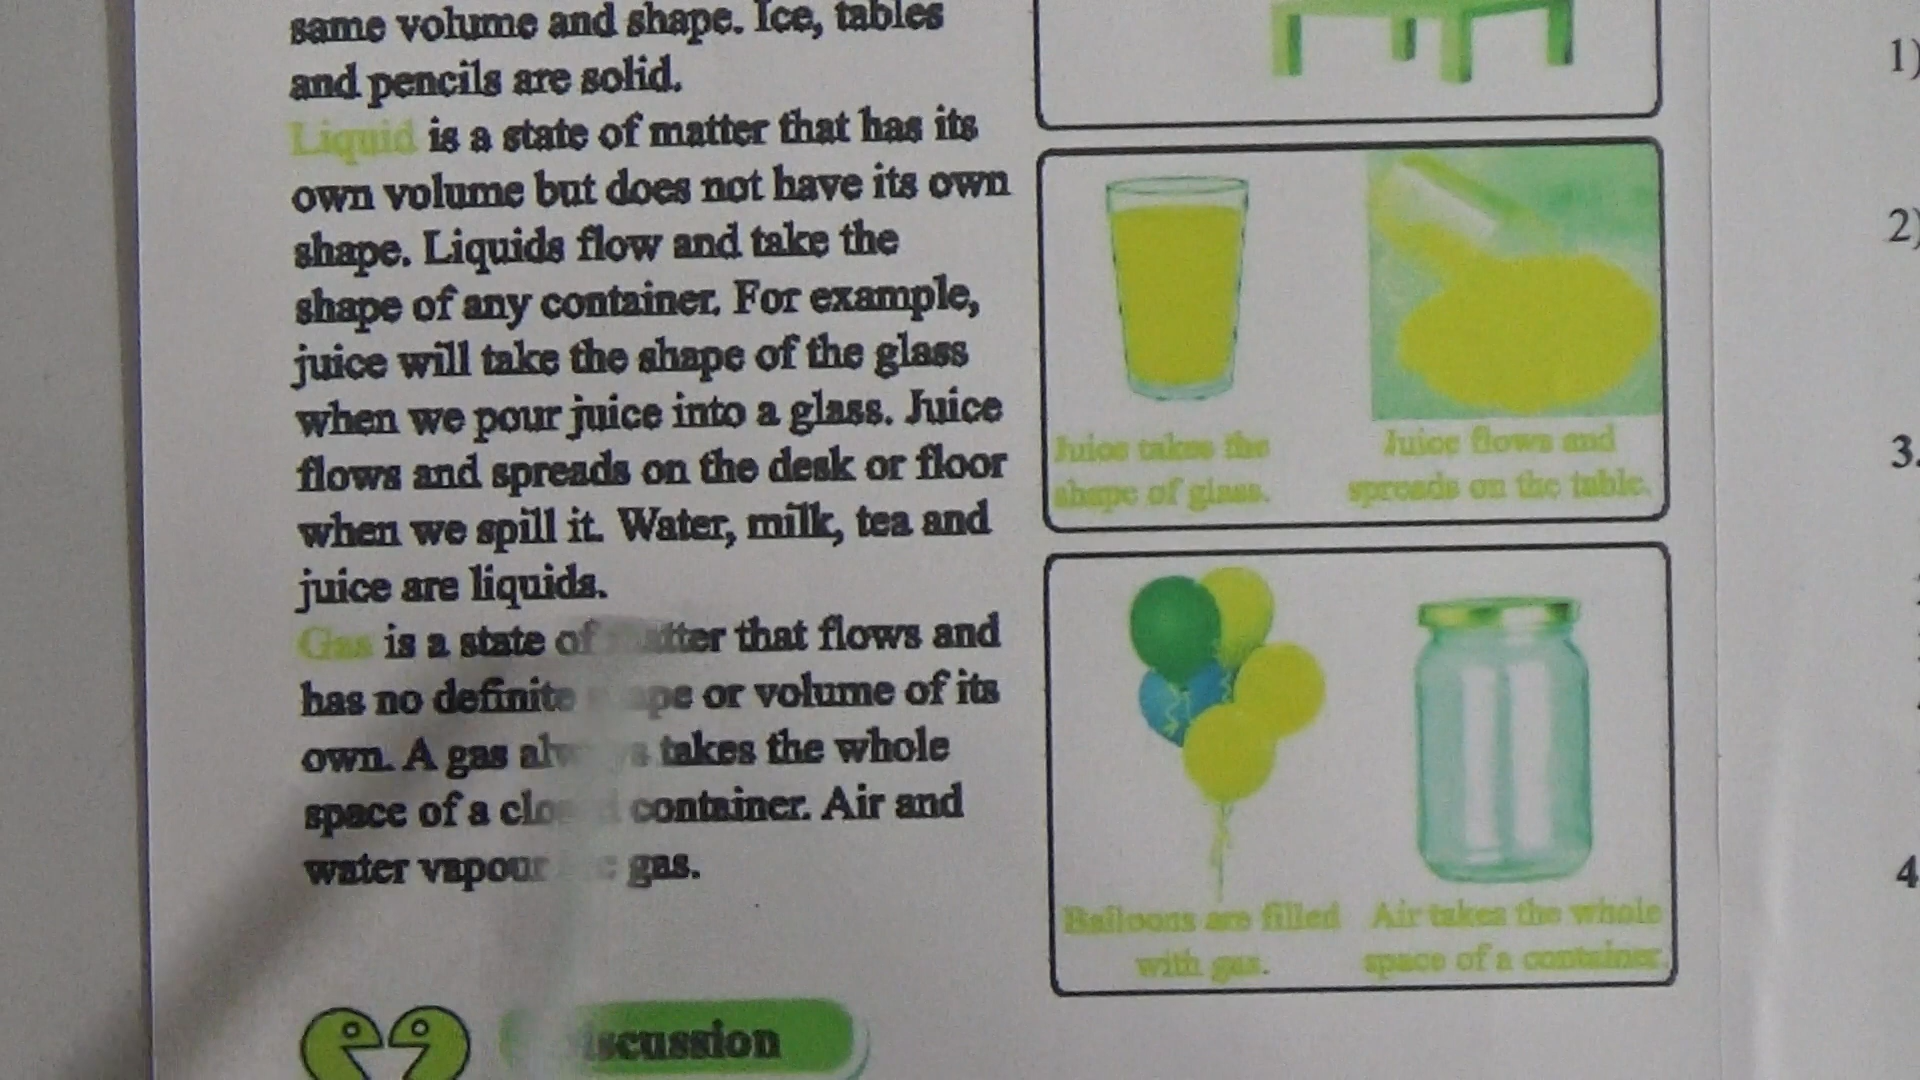 same volume and shape. Ice, tables
and pencils are solid.
Liquid is a state of matter that has its
own volume but does not have its own
shape. Liquids flow and take the
shape of any container. For example,
juice will take the shape of the glass
when we pour juice into a glass. Juice
flows and spreads on the desk or floor
when we spill it. Water, milk, tea and
juice are liquids.
Gas is a state of matter that flows and
has no definite shape or volume of its
own. A gas always takes the whole
space of a closed container. Air and
water vapour gas.
Discussion
Juice takes the
shape of glass.
Juice flows and
spreads on the table.
Balloons are filled
with gas.
Air takes the whole
space of a container.
1)
2)
3.
4